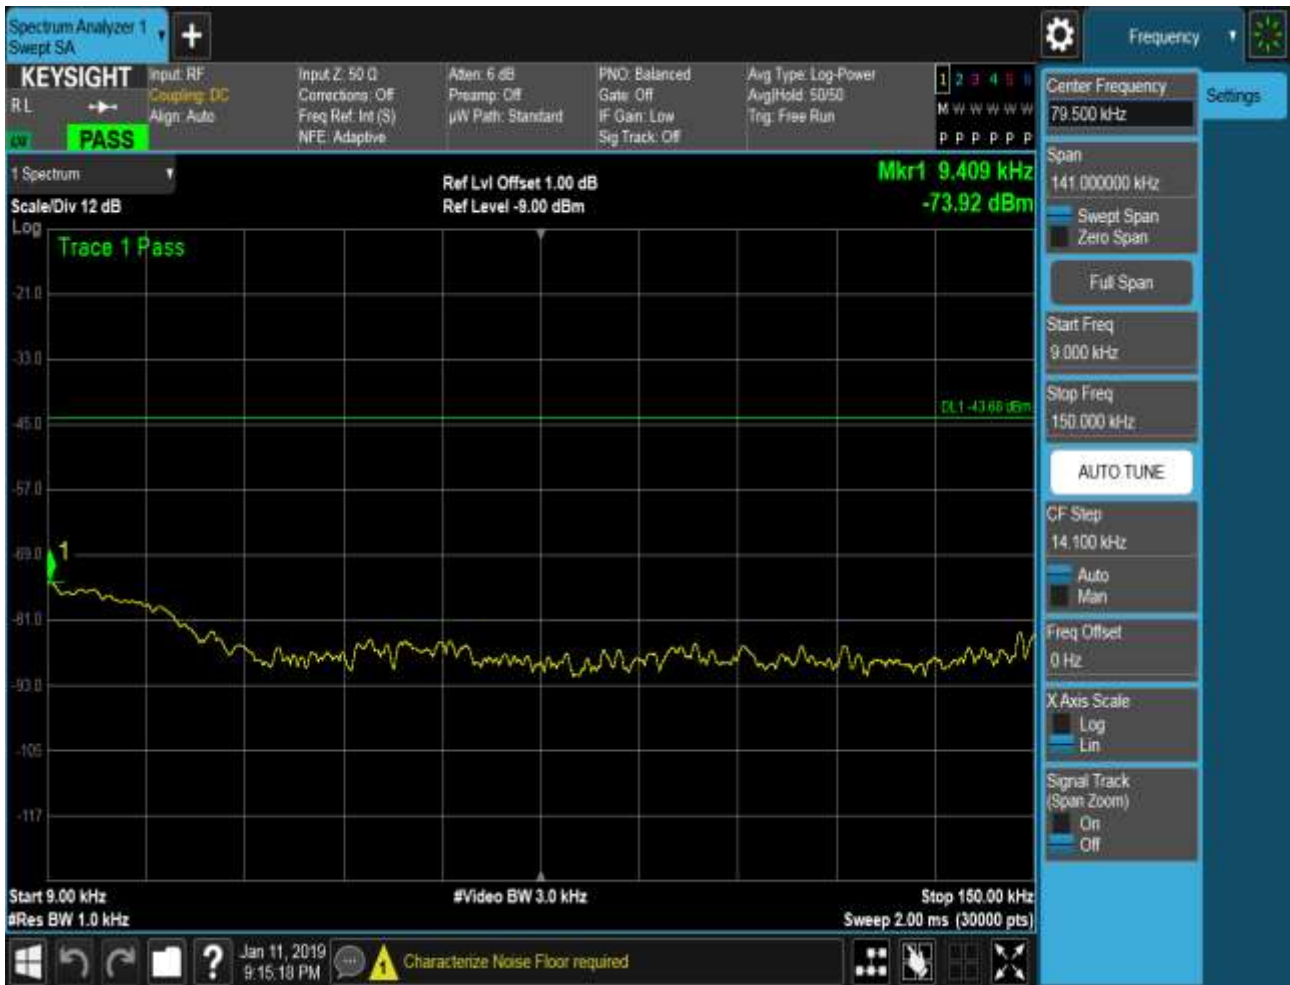 Spectrum Analyzer 1
Swept SA
+
Frequency
KEYSIGHT
R L
PASS
Input: RF
Coupling: DC
Align: Auto
Input Z: 50 Ω
Corrections: Off
Freq Ref: Int (S)
NFE: Adaptive
Atten: 6 dB
Preamp: Off
µW Path: Standard
PNO: Balanced
Gate: Off
IF Gain: Low
Sig Track: Off
Avg Type: Log-Power
Avg|Hold: 50/50
Trig: Free Run
1 2 3 4 5 6
M W W W W W
P P P P P P
1 Spectrum
Scale/Div 12 dB
Ref Lvl Offset 1.00 dB
Ref Level -9.00 dBm
Mkr1 9.409 kHz
-73.92 dBm
Log
Trace 1 Pass
-21.0
-33.0
DL1 -43.68 dBm
-45.0
-57.0
-69.0
1
-81.0
-93.0
-105
-117
Start 9.00 kHz
#Video BW 3.0 kHz
Stop 150.00 kHz
#Res BW 1.0 kHz
Sweep 2.00 ms (30000 pts)
?
Jan 11, 2019
9:15:18 PM
Characterize Noise Floor required
Center Frequency
79.500 kHz
Settings
Span
141.000000 kHz
Swept Span
Zero Span
Full Span
Start Freq
9.000 kHz
Stop Freq
150.000 kHz
AUTO TUNE
CF Step
14.100 kHz
Auto
Man
Freq Offset
0 Hz
X Axis Scale
Log
Lin
Signal Track
(Span Zoom)
On
Off